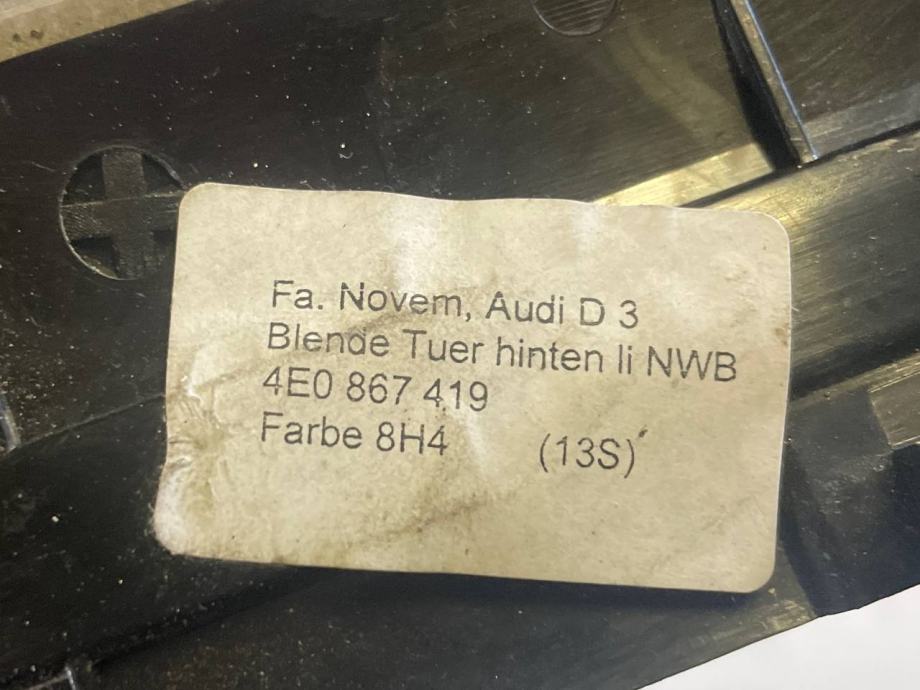 Fa. Novem, Audi D 3
Blende Tuer hinten li NWB
4E0 867 419
Farbe 8H4 (13S)